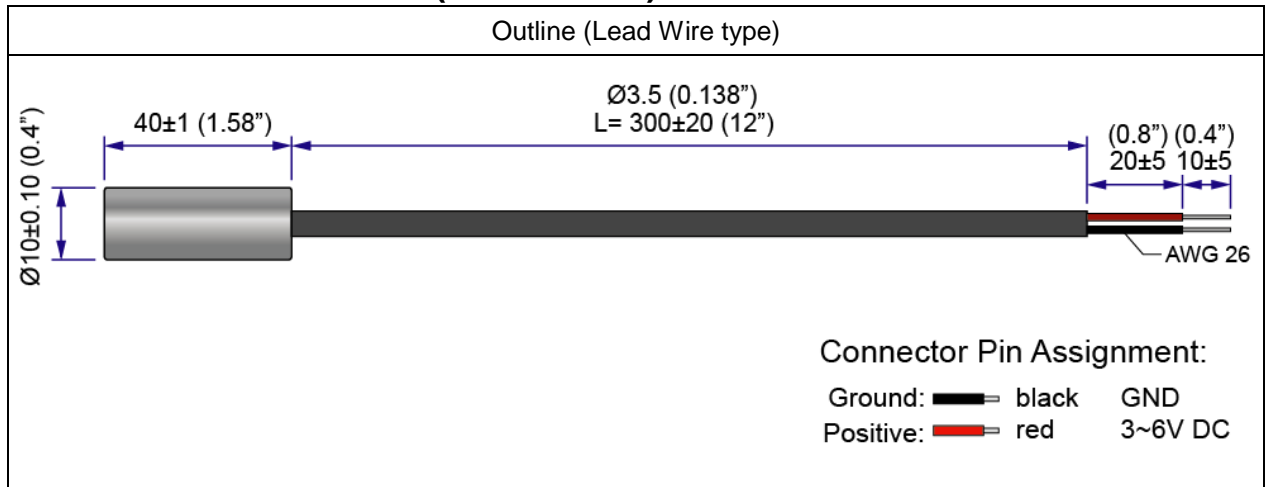 Outline (Lead Wire type)
Ø3.5 (0.138”)
40±1 (1.58”)
L= 300±20 (12”)
(0.8”) (0.4”)
20±5 10±5
Ø10±0.10 (0.4”)
AWG 26
Connector Pin Assignment:
Ground: black GND
Positive: red 3~6V DC